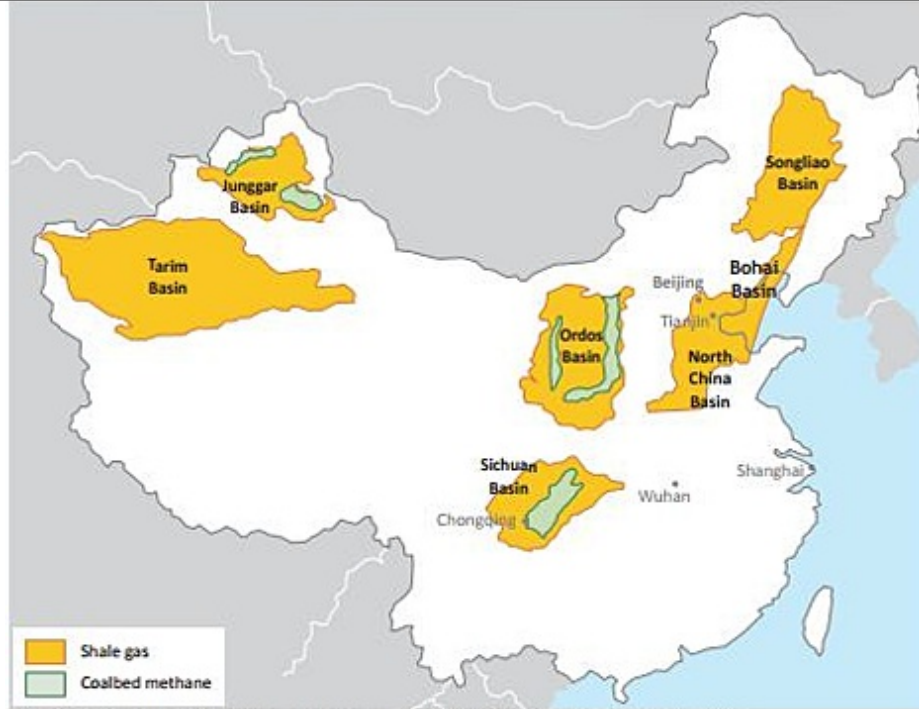 Junggar
Basin
Songliao
Basin
Tarim
Basin
Bohai
Basin
Beijing
Tianjin
Ordos
Basin
North
China
Basin
Sichuan
Basin
Shanghai
Wuhan
Chongqing
Shale gas
Coalbed methane